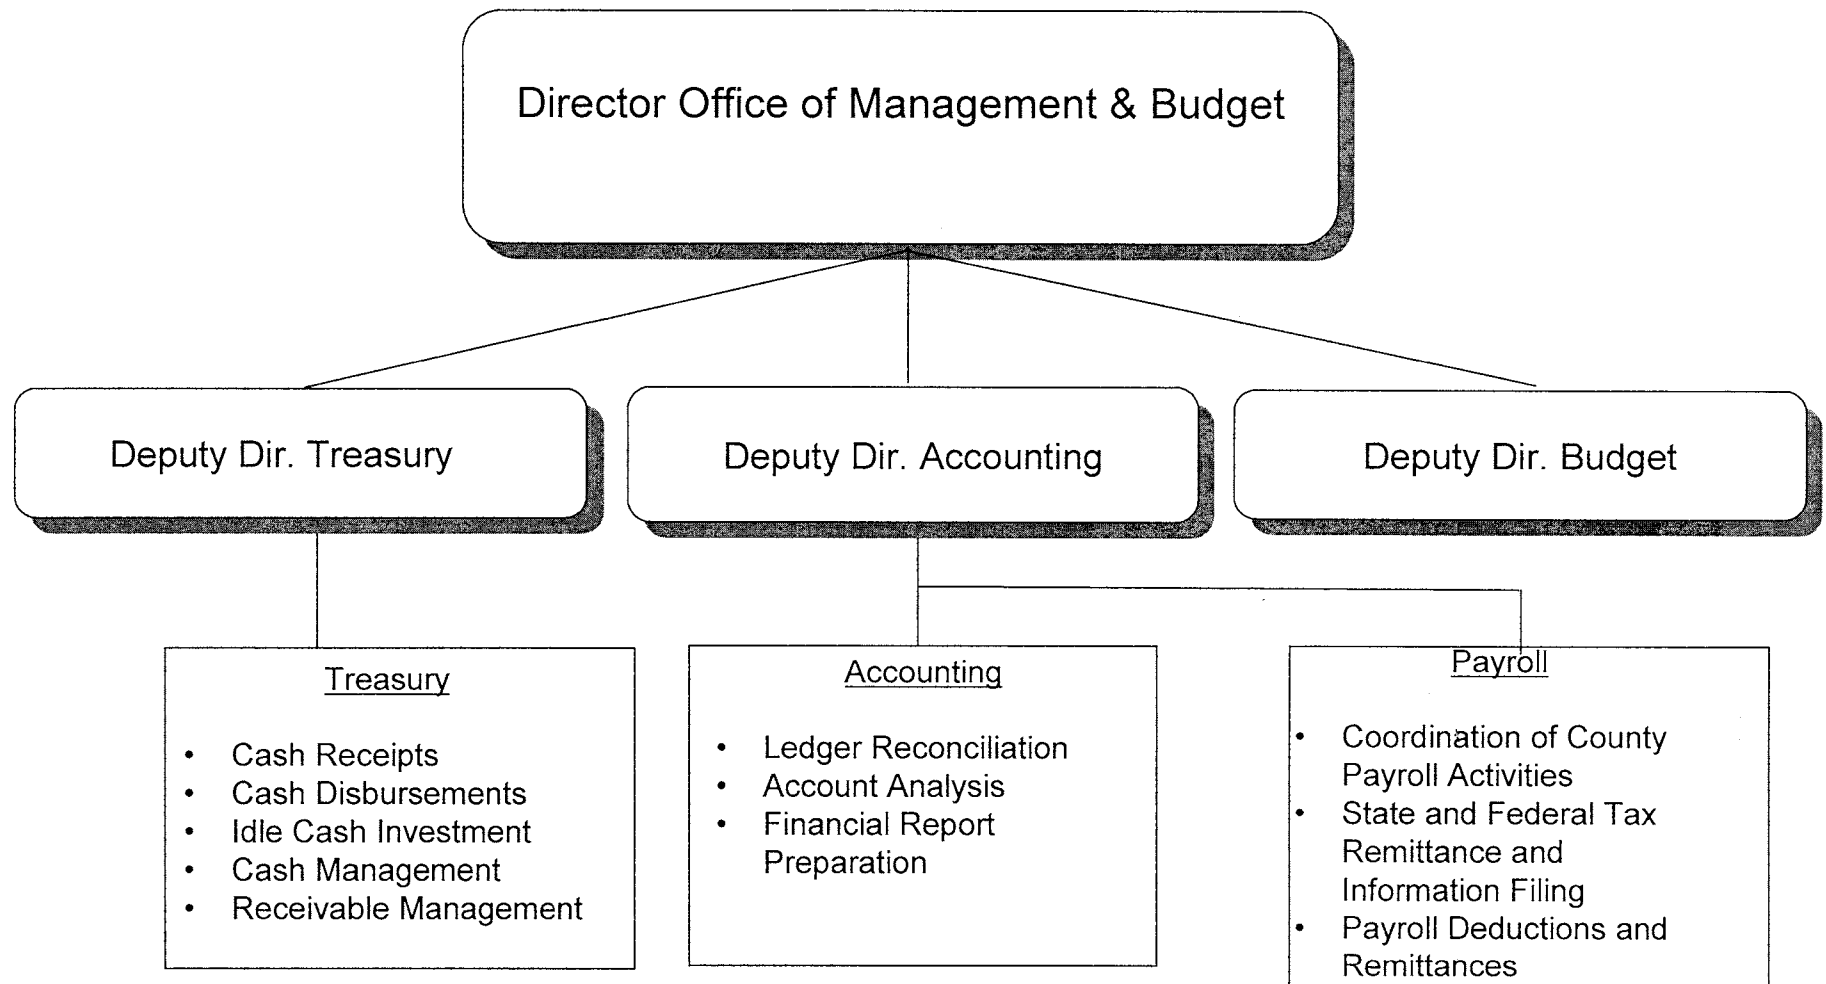 Director Office of Management & Budget
Deputy Dir. Treasury
Deputy Dir. Accounting
Deputy Dir. Budget
Treasury
• Cash Receipts
• Cash Disbursements
• Idle Cash Investment
• Cash Management
• Receivable Management
Accounting
• Ledger Reconciliation
• Account Analysis
• Financial Report
Preparation
Payroll
• Coordination of County
Payroll Activities
• State and Federal Tax
Remittance and
Information Filing
• Payroll Deductions and
Remittances